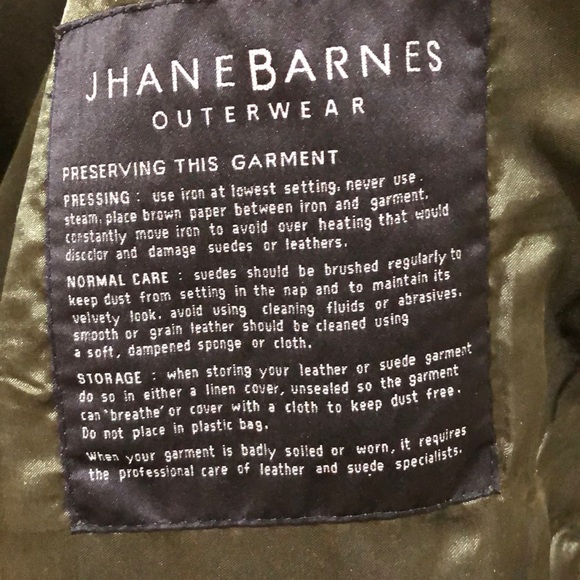 JHANEBARNES
OUTERWEAR
PRESERVING THIS GARMENT
PRESSING : use iron at lowest setting. never use
steam. place brown paper between iron and garment.
constantly move iron to avoid over heating that would
discolor and damage suedes or leathers.
NORMAL CARE : suedes should be brushed regularly to
keep dust from setting in the nap and to maintain its
velvety look. avoid using cleaning fluids or abrasives.
smooth or grain leather should be cleaned using
a soft, dampened sponge or cloth.
STORAGE : when storing your leather or suede garment
do so in either a linen cover, unsealed so the garment
can 'breathe' or cover with a cloth to keep dust free.
Do not place in plastic bag.
When your garment is badly soiled or worn, it requires
the professional care of leather and suede specialists.